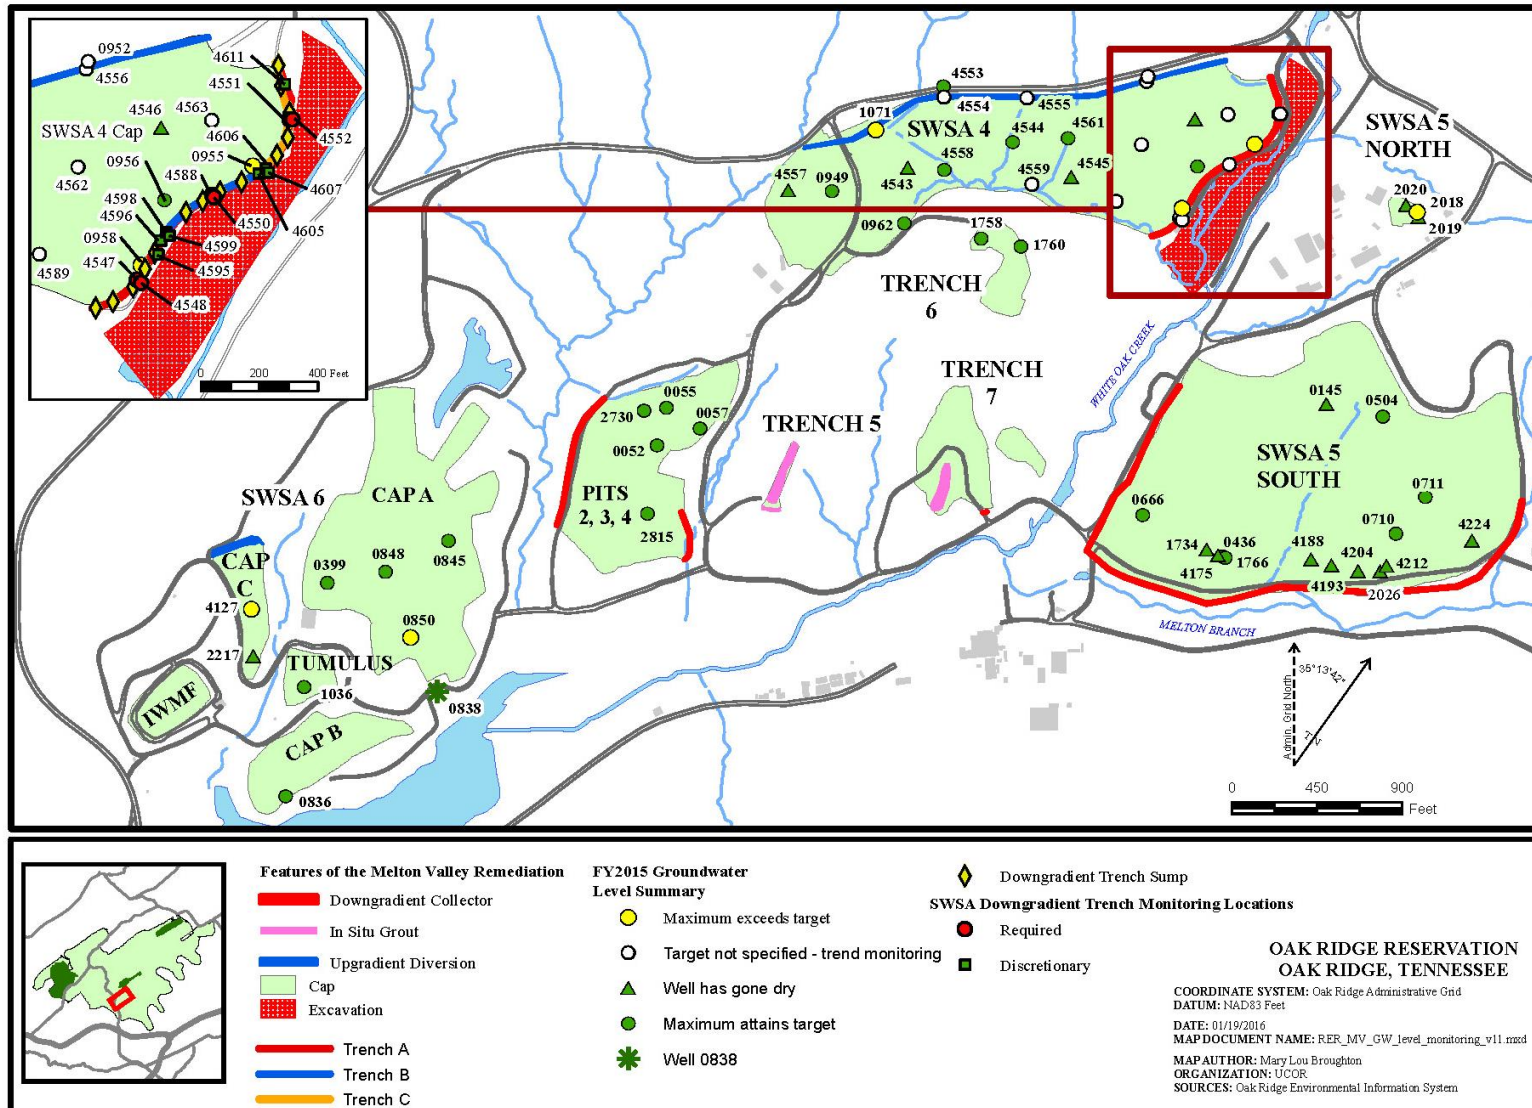 0952
4556
4611
4551
4546
4563
4606
SWSA 4 Cap
4552
0956
0955
4562
4588
4598
4607
4596
4550
4605
0958
4599
4589
4547
4595
4548
0 200 400 Feet
4553
1071
4554
4555
SWSA 4
4544
4561
4558
4557
0949
4543
4559
4545
0962
1758
1760
TRENCH
6
SWSA 5
NORTH
2020
2018
2019
WHITE OAK CREEK
TRENCH
7
TRENCH 5
0055
2730
0057
0052
PITS
2, 3, 4
2815
0145
0504
SWSA 5
SOUTH
0711
0666
0710
4224
1734
0436
4188
4204
4175
1766
4212
4193
2026
MELTON BRANCH
SWSA 6
CAP A
CAP
C
0399
0848
0845
4127
0850
2217
TUMULUS
1036
0838
IWMF
CAP B
0836
Admin. Grid North
35°13'42"
T N
0 450 900
Feet
Features of the Melton Valley Remediation
Downgradient Collector
In Situ Grout
Upgradient Diversion
Cap
Excavation
Trench A
Trench B
Trench C
FY2015 Groundwater
Level Summary
Maximum exceeds target
Target not specified - trend monitoring
Well has gone dry
Maximum attains target
Well 0838
Downgradient Trench Sump
SWSA Downgradient Trench Monitoring Locations
Required
Discretionary
OAK RIDGE RESERVATION
OAK RIDGE, TENNESSEE
COORDINATE SYSTEM: Oak Ridge Administrative Grid
DATUM: NAD83 Feet
DATE: 01/19/2016
MAP DOCUMENT NAME: RER_MV_GW_level_monitoring_v11.mxd
MAP AUTHOR: Mary Lou Broughton
ORGANIZATION: UCOR
SOURCES: Oak Ridge Environmental Information System